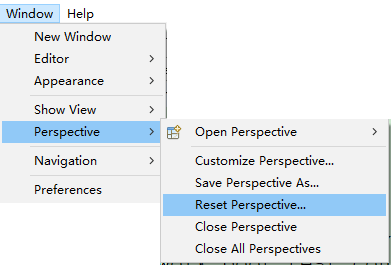 Window Help
New Window
Editor
Appearance
Show View
Perspective
Open Perspective
Customize Perspective...
Navigation
Save Perspective As...
Preferences
Reset Perspective...
Close Perspective
Close All Perspectives